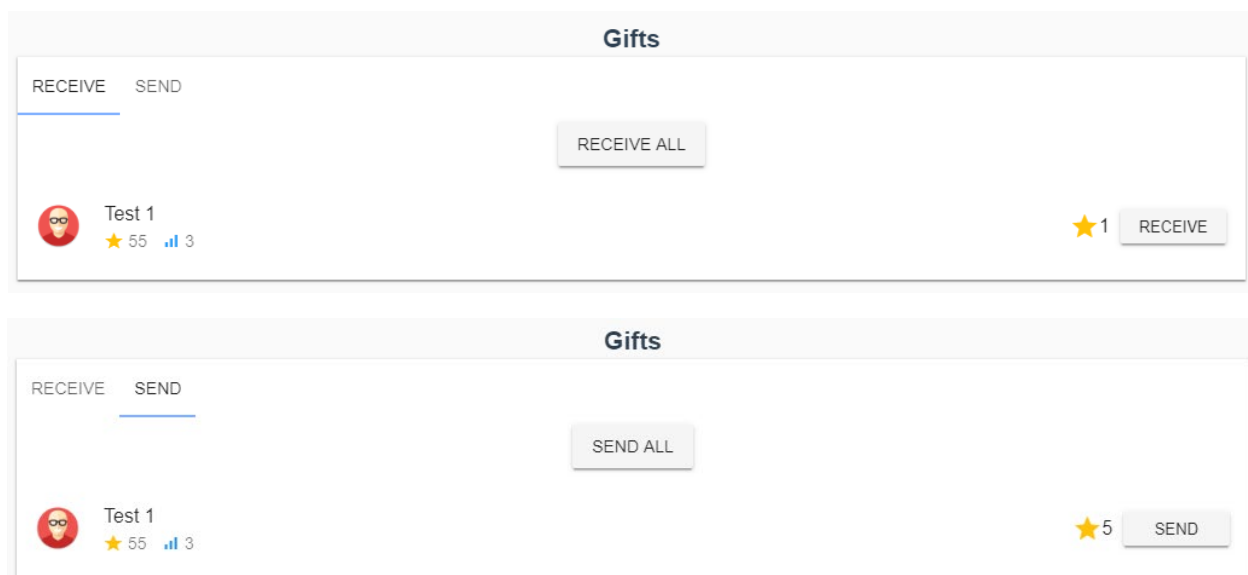 Gifts
RECEIVE SEND
RECEIVE ALL
Test 1
1 RECEIVE
55 3
Gifts
RECEIVE SEND
SEND ALL
Test 1
5 SEND
55 3